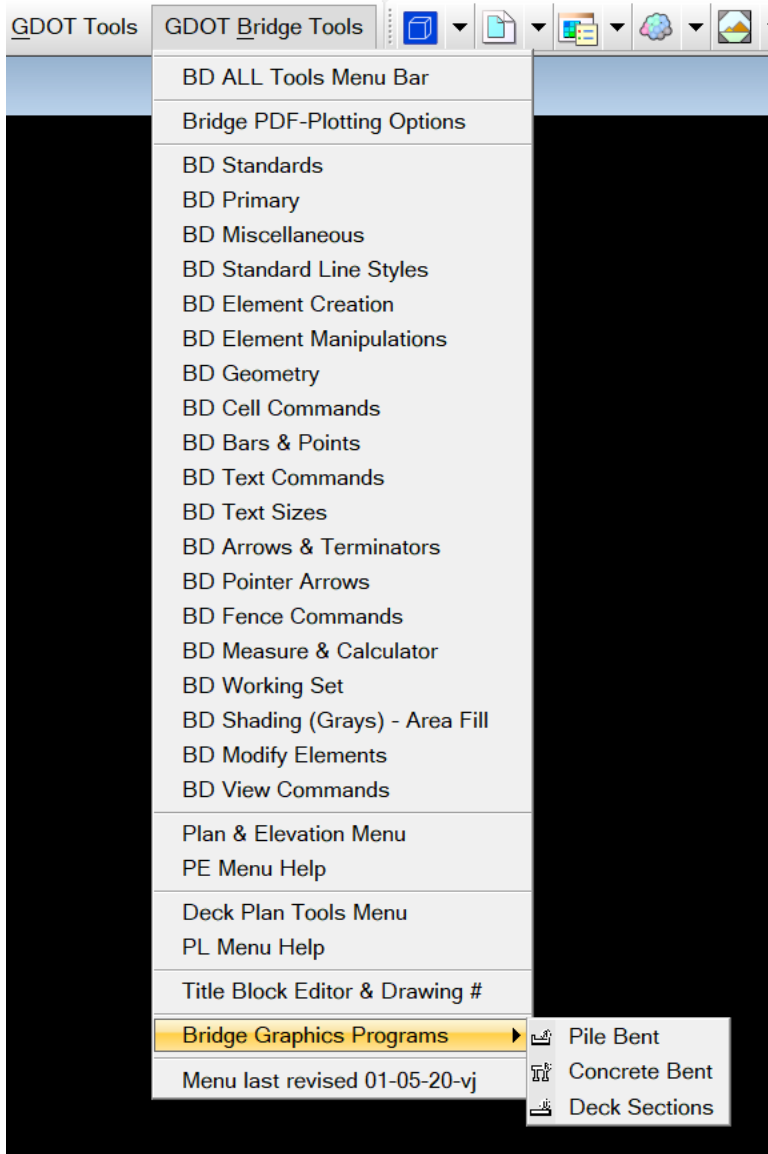 GDOT Tools GDOT Bridge Tools
BD ALL Tools Menu Bar
Bridge PDF-Plotting Options
BD Standards
BD Primary
BD Miscellaneous
BD Standard Line Styles
BD Element Creation
BD Element Manipulations
BD Geometry
BD Cell Commands
BD Bars & Points
BD Text Commands
BD Text Sizes
BD Arrows & Terminators
BD Pointer Arrows
BD Fence Commands
BD Measure & Calculator
BD Working Set
BD Shading (Grays) - Area Fill
BD Modify Elements
BD View Commands
Plan & Elevation Menu
PE Menu Help
Deck Plan Tools Menu
PL Menu Help
Title Block Editor & Drawing #
Bridge Graphics Programs
Pile Bent
Concrete Bent
Deck Sections
Menu last revised 01-05-20-vj